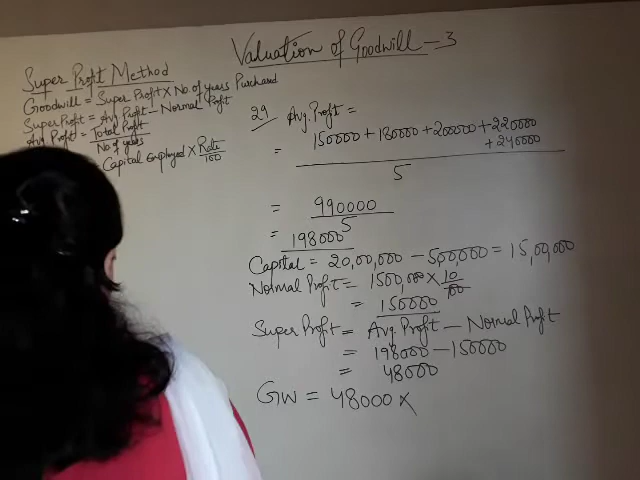 Valuation of Goodwill - 3
Super Profit Method
Goodwill = Super Profit × No. of years Purchased
Super Profit = Avg Profit - Normal Profit
Avg Profit = Total Profit
No. of years
Capital Employed × Rate
100
29 Avg. Profit =
= 150000 + 180000 + 200000 + 220000
+ 240000
5
= 990000
5
= 198000
Capital = 20,00,000 - 5,00,000 = 15,00,000
Normal Profit = 1500,000 × 10
100
= 150000
Super Profit = Avg. Profit - Normal Profit
= 198000 - 150000
= 48000
GW = 48000 ×